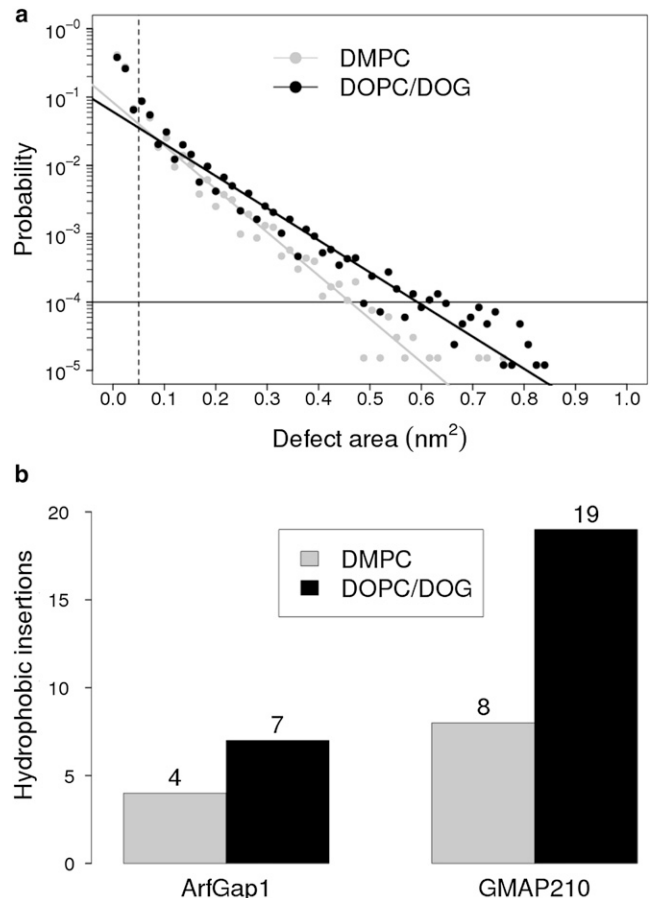 a
10⁻⁰
10⁻¹
10⁻²
10⁻³
10⁻⁴
10⁻⁵
Probability
DMPC
DOPC/DOG
0.0 0.1 0.2 0.3 0.4 0.5 0.6 0.7 0.8 0.9 1.0
Defect area (nm²)
b
20
15
10
5
0
Hydrophobic insertions
DMPC
DOPC/DOG
4
7
8
19
ArfGap1 GMAP210